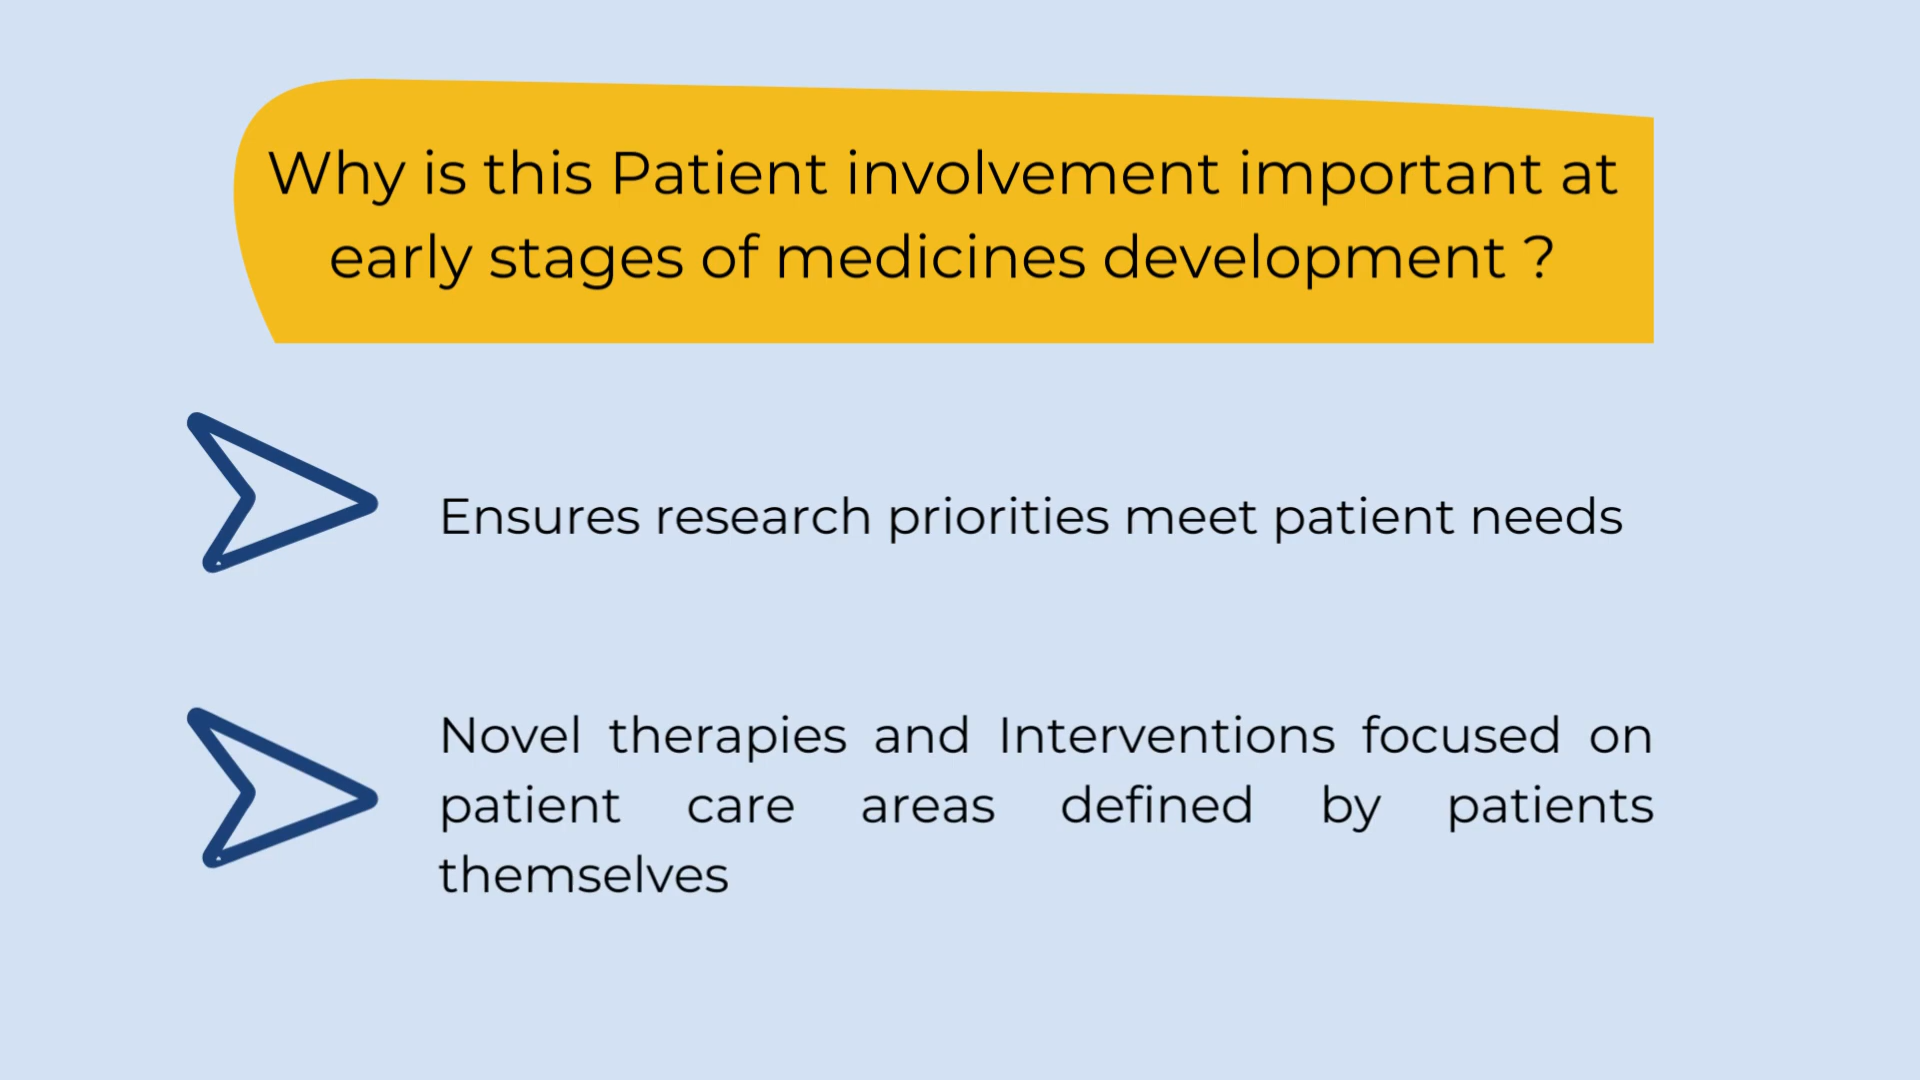 Why is this Patient involvement important at
early stages of medicines development ?
Ensures research priorities meet patient needs
Novel therapies and Interventions focused on
patient care areas defined by patients
themselves